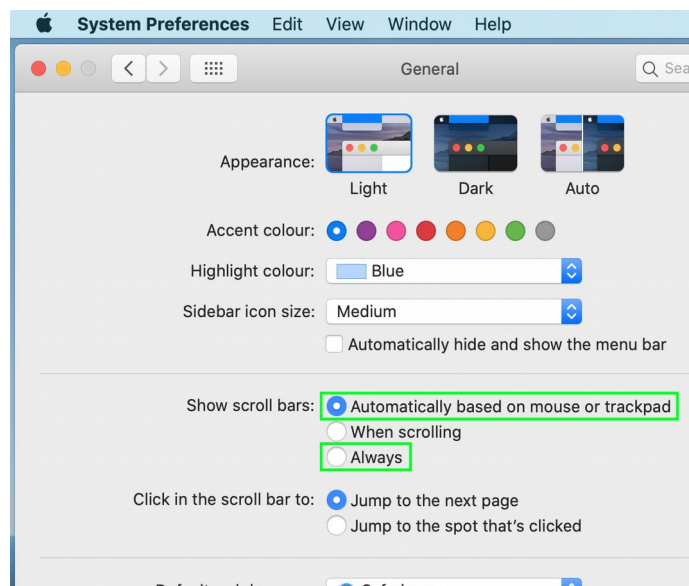 System Preferences Edit View Window Help
General
Sea
Appearance:
Light Dark Auto
Accent colour:
Highlight colour: Blue
Sidebar icon size: Medium
Automatically hide and show the menu bar
Show scroll bars: Automatically based on mouse or trackpad
When scrolling
Always
Click in the scroll bar to: Jump to the next page
Jump to the spot that's clicked